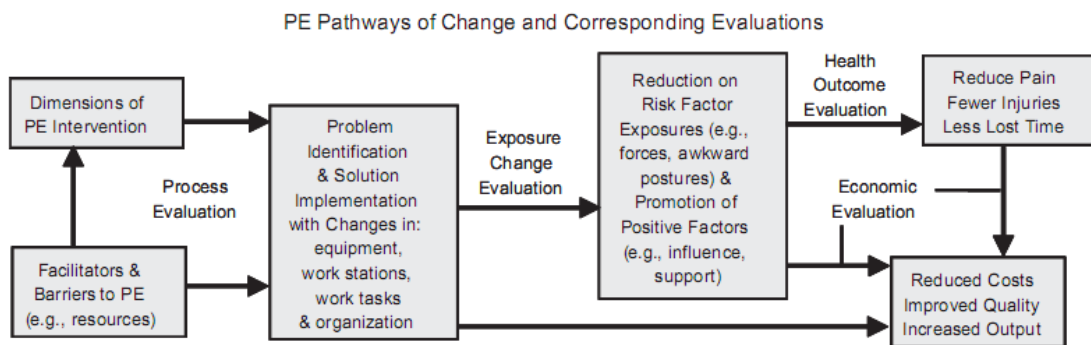 PE Pathways of Change and Corresponding Evaluations
Dimensions of
PE Intervention
Process
Evaluation
Facilitators &
Barriers to PE
(e.g., resources)
Problem
Identification
& Solution
Implementation
with Changes in:
equipment,
work stations,
work tasks
& organization
Exposure
Change
Evaluation
Reduction on
Risk Factor
Exposures (e.g.,
forces, awkward
postures) &
Promotion of
Positive Factors
(e.g., influence,
support)
Health
Outcome
Evaluation
Reduce Pain
Fewer Injuries
Less Lost Time
Economic
Evaluation
Reduced Costs
Improved Quality
Increased Output